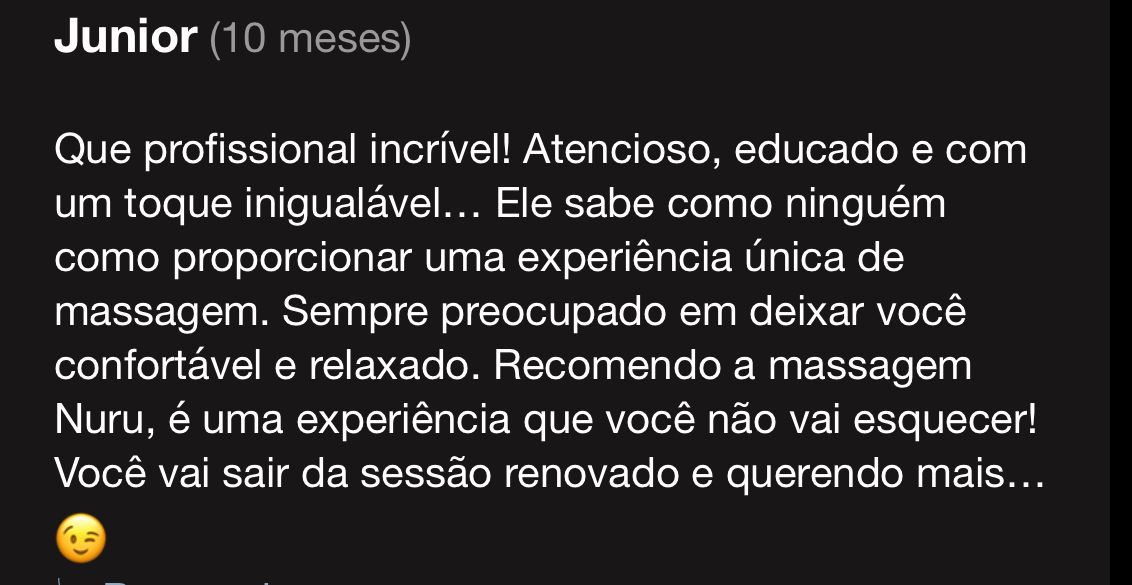 Junior (10 meses)
Que profissional incrível! Atencioso, educado e com
um toque inigualável... Ele sabe como ninguém
como proporcionar uma experiência única de
massagem. Sempre preocupado em deixar você
confortável e relaxado. Recomendo a massagem
Nuru, é uma experiência que você não vai esquecer!
Você vai sair da sessão renovado e querendo mais...
😉